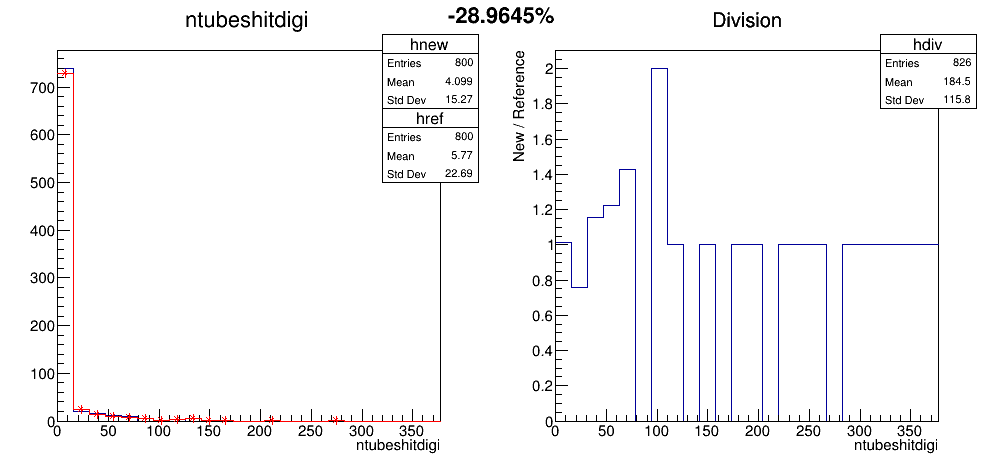 ntubeshitdigi
-28.9645%
Division
hnew
Entries 800
Mean 4.099
Std Dev 15.27
href
Entries 800
Mean 5.77
Std Dev 22.69
700
600
500
400
300
200
100
0
0 50 100 150 200 250 300 350
ntubeshitdigi
hdiv
Entries 826
Mean 184.5
Std Dev 115.8
New / Reference
2
1.8
1.6
1.4
1.2
1
0.8
0.6
0.4
0.2
0
0 50 100 150 200 250 300 350
ntubeshitdigi